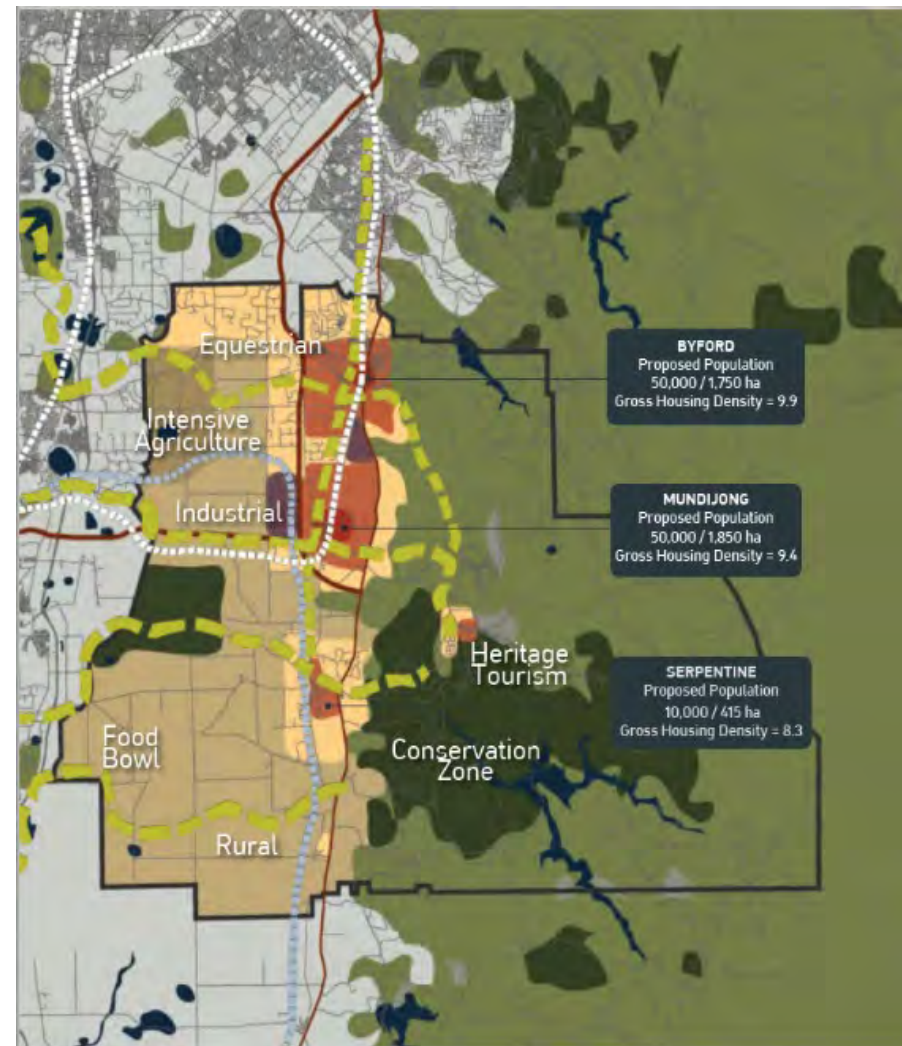 Equestrian
BYFORD
Proposed Population
50,000 / 1,750 ha
Gross Housing Density = 9.9
Intensive
Agriculture
MUNDIJONG
Proposed Population
50,000 / 1,850 ha
Gross Housing Density = 9.4
Industrial
Heritage
Tourism
SERPENTINE
Proposed Population
10,000 / 415 ha
Gross Housing Density = 8.3
Food
Bowl
Conservation
Zone
Rural